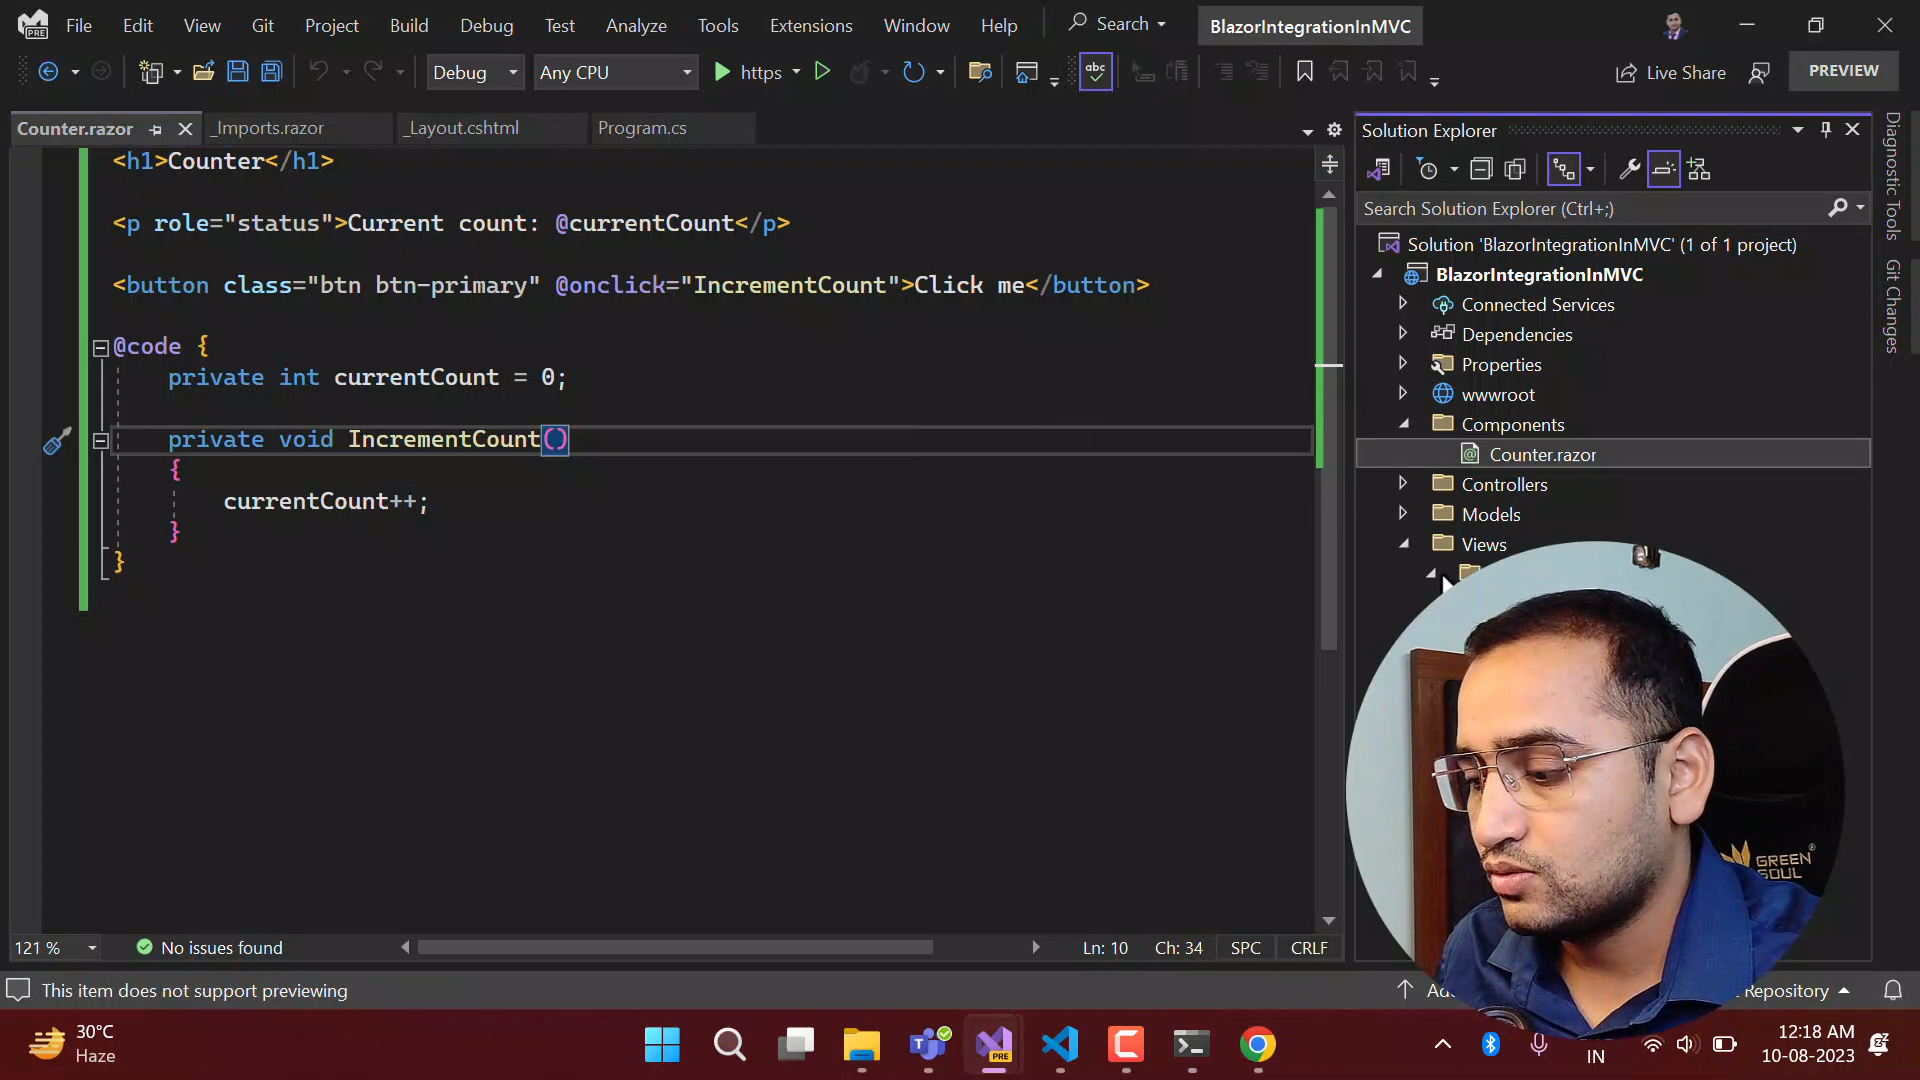 File Edit View Git Project Build Debug Test Analyze Tools Extensions Window Help Search BlazorIntegrationInMVC
Debug Any CPU https abc Live Share PREVIEW
Counter.razor _Imports.razor _Layout.cshtml Program.cs
<h1>Counter</h1>
<p role="status">Current count: @currentCount</p>
<button class="btn btn-primary" @onclick="IncrementCount">Click me</button>
@code {
private int currentCount = 0;
private void IncrementCount()
{
currentCount++;
}
}
121 % No issues found Ln: 10 Ch: 34 SPC CRLF
Solution Explorer
Search Solution Explorer (Ctrl+;)
Solution 'BlazorIntegrationInMVC' (1 of 1 project)
BlazorIntegrationInMVC
Connected Services
Dependencies
Properties
wwwroot
Components
Counter.razor
Controllers
Models
Views
Diagnostic Tools
Git Changes
GREEN
SOUL
This item does not support previewing
Repository
30°C
Haze
PRE
IN
12:18 AM
10-08-2023